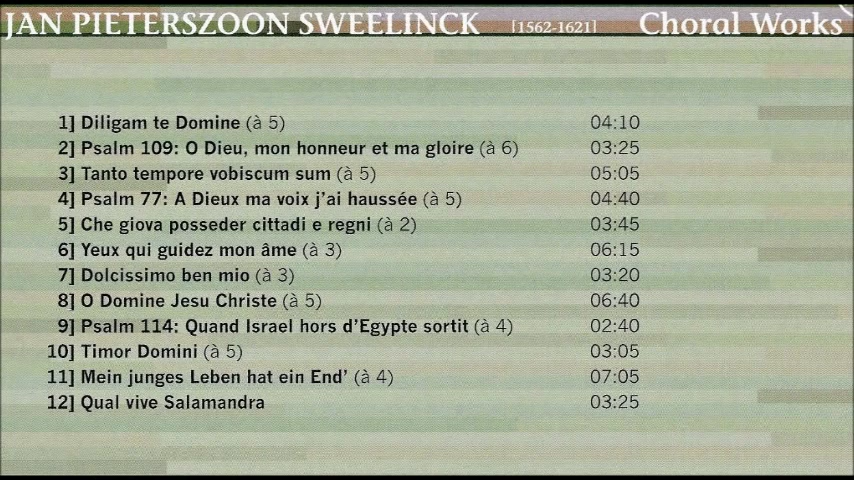 JAN PIETERSZOON SWEELINCK [1562-1621] Choral Works
1] Diligam te Domine (à 5) 04:10
2] Psalm 109: O Dieu, mon honneur et ma gloire (à 6) 03:25
3] Tanto tempore vobiscum sum (à 5) 05:05
4] Psalm 77: A Dieux ma voix j'ai haussée (à 5) 04:40
5] Che giova posseder cittadi e regni (à 2) 03:45
6] Yeux qui guidez mon âme (à 3) 06:15
7] Dolcissimo ben mio (à 3) 03:20
8] O Domine Jesu Christe (à 5) 06:40
9] Psalm 114: Quand Israel hors d'Egypte sortit (à 4) 02:40
10] Timor Domini (à 5) 03:05
11] Mein junges Leben hat ein End' (à 4) 07:05
12] Qual vive Salamandra 03:25